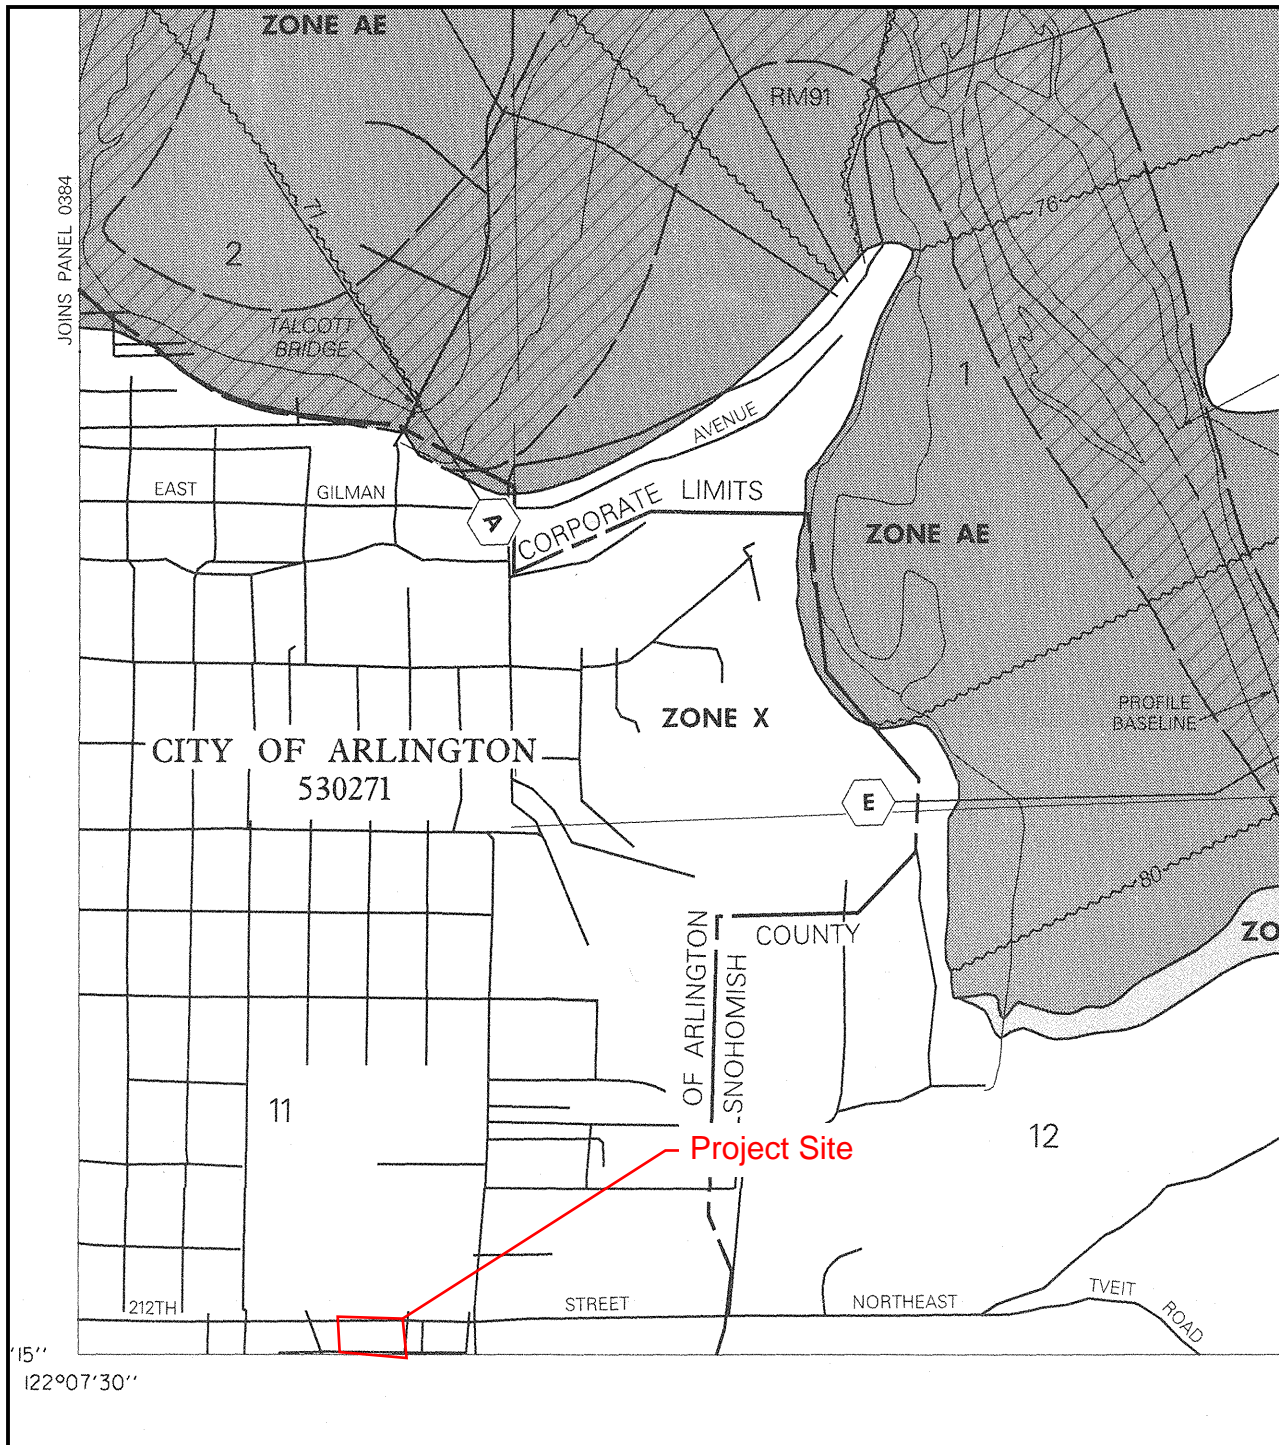 ZONE AE
RM91
JOINS PANEL 0384
71
76
2
TALCOTT
BRIDGE
1
AVENUE
EAST
GILMAN
CORPORATE LIMITS
A
ZONE AE
PROFILE
BASELINE
ZONE X
CITY OF ARLINGTON
530271
E
80
ZO
COUNTY
OF ARLINGTON
SNOHOMISH
11
12
Project Site
212TH
STREET
NORTHEAST
TVEIT
ROAD
'15''
122°07'30''